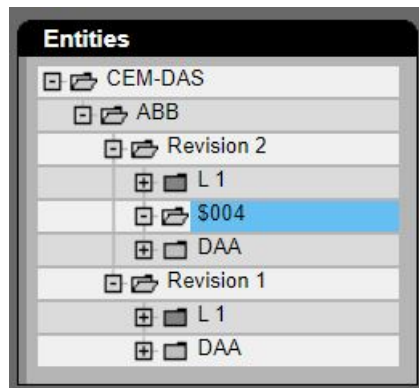 Entities
CEM-DAS
ABB
Revision 2
L 1
S004
DAA
Revision 1
L 1
DAA